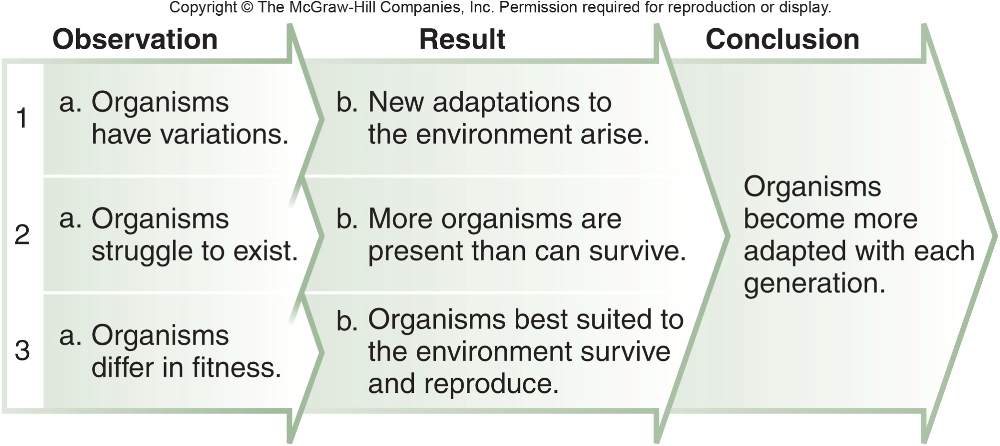 Copyright © The McGraw-Hill Companies, Inc. Permission required for reproduction or display.
Observation
Result
Conclusion
1
a. Organisms
have variations.
b. New adaptations to
the environment arise.
2
a. Organisms
struggle to exist.
b. More organisms are
present than can survive.
3
a. Organisms
differ in fitness.
b. Organisms best suited to
the environment survive
and reproduce.
Organisms
become more
adapted with each
generation.